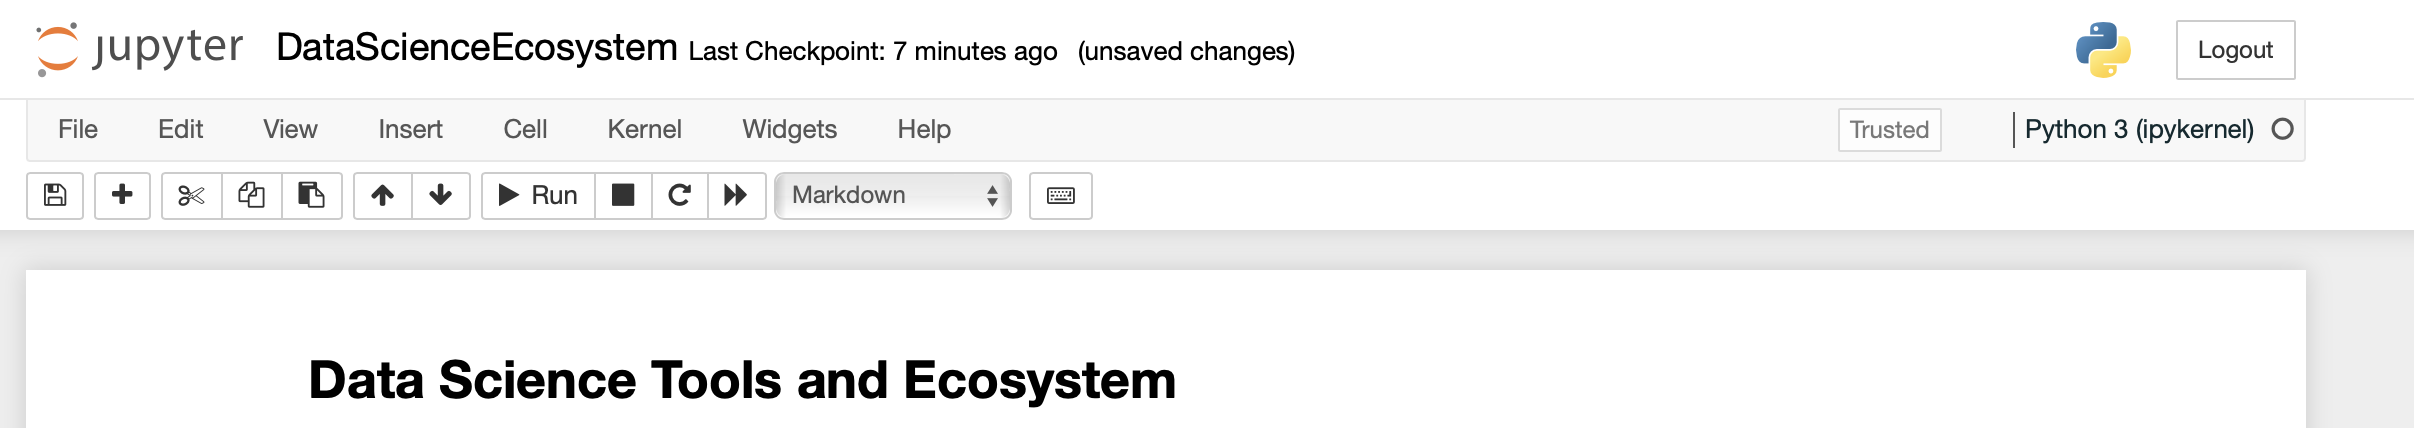 jupyter DataScienceEcosystem Last Checkpoint: 7 minutes ago (unsaved changes) Logout
File Edit View Insert Cell Kernel Widgets Help Trusted Python 3 (ipykernel)
Run Markdown
Data Science Tools and Ecosystem